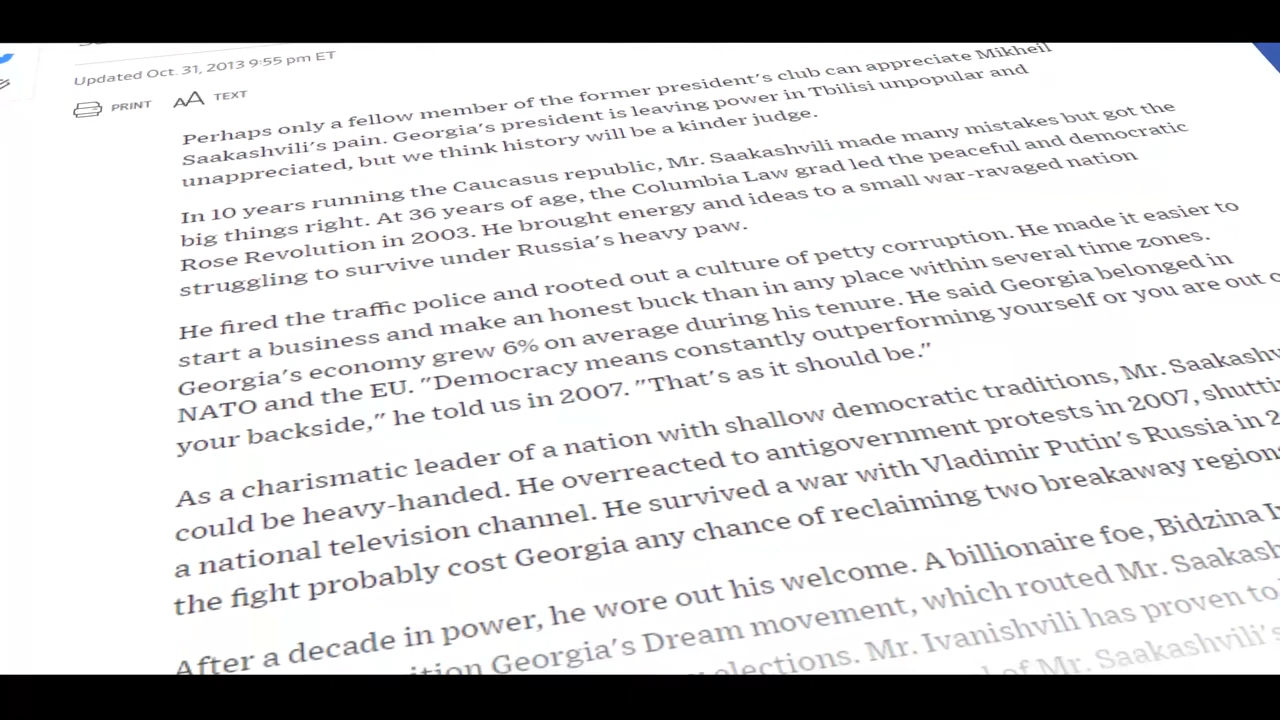 Updated Oct. 31, 2013 9:55 pm ET
PRINT AA TEXT
Perhaps only a fellow member of the former president's club can appreciate Mikheil
Saakashvili's pain. Georgia's president is leaving power in Tbilisi unpopular and
unappreciated, but we think history will be a kinder judge.
In 10 years running the Caucasus republic, Mr. Saakashvili made many mistakes but got the
big things right. At 36 years of age, the Columbia Law grad led the peaceful and democratic
Rose Revolution in 2003. He brought energy and ideas to a small war-ravaged nation
struggling to survive under Russia's heavy paw.
He fired the traffic police and rooted out a culture of petty corruption. He made it easier to
start a business and make an honest buck than in any place within several time zones.
Georgia's economy grew 6% on average during his tenure. He said Georgia belonged in
NATO and the EU. "Democracy means constantly outperforming yourself or you are out
your backside," he told us in 2007. "That's as it should be."
As a charismatic leader of a nation with shallow democratic traditions, Mr.
could be heavy-handed. He overreacted to antigovernment protests in 2007,
a national television channel. He survived a war with Vladimir Putin's Russia in
the fight probably cost Georgia any chance of reclaiming two breakaway
After a decade in power, he wore out his welcome. A billionaire foe, Bidzina
Georgia's Dream movement, which routed Mr.
elections. Mr. Ivanishvili has proven to
of Mr. Saakashvili's